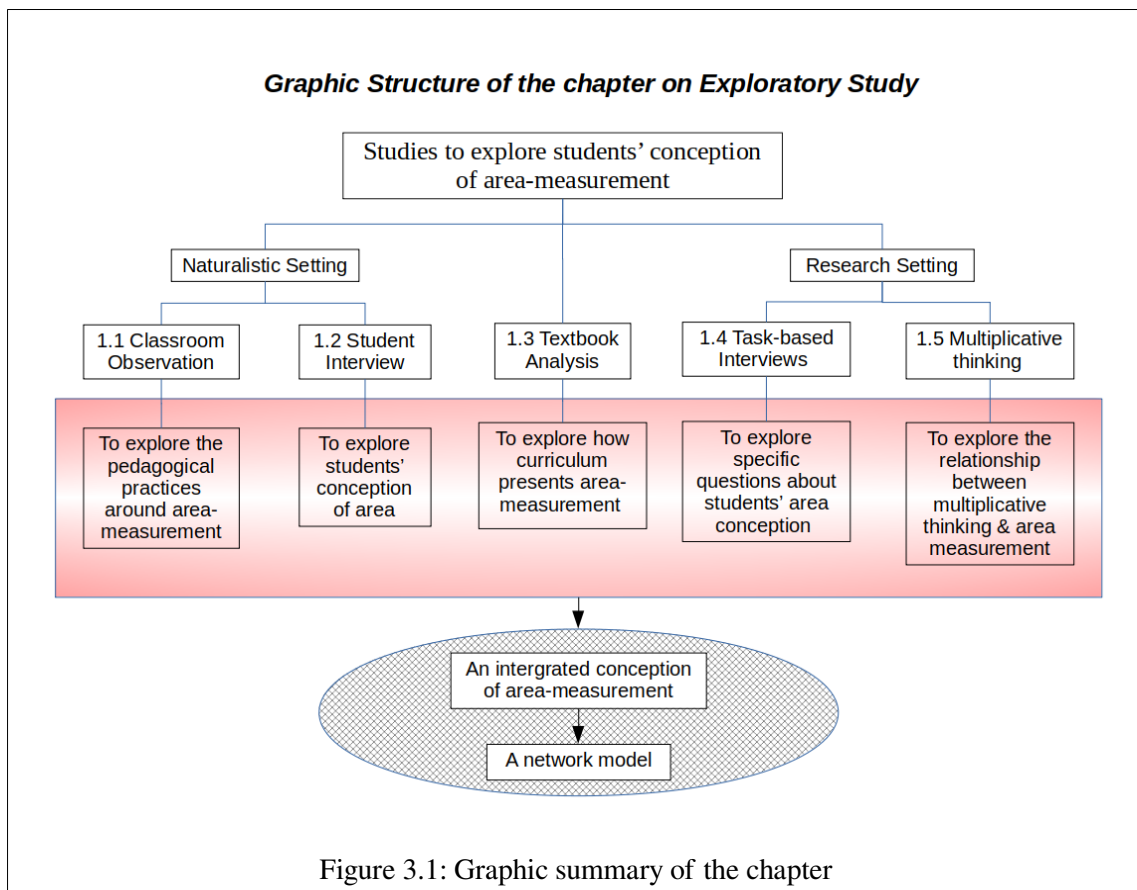 Graphic Structure of the chapter on Exploratory Study
Studies to explore students’ conception
of area-measurement
Naturalistic Setting
Research Setting
1.1 Classroom
Observation
1.2 Student
Interview
1.3 Textbook
Analysis
1.4 Task-based
Interviews
1.5 Multiplicative
thinking
To explore the
pedagogical
practices
around area-
measurement
To explore
students’
conception
of area
To explore how
curriculum
presents area-
measurement
To explore
specific
questions about
students’ area
conception
To explore the
relationship
between
multiplicative
thinking & area
measurement
An intergrated conception
of area-measurement
A network model
Figure 3.1: Graphic summary of the chapter